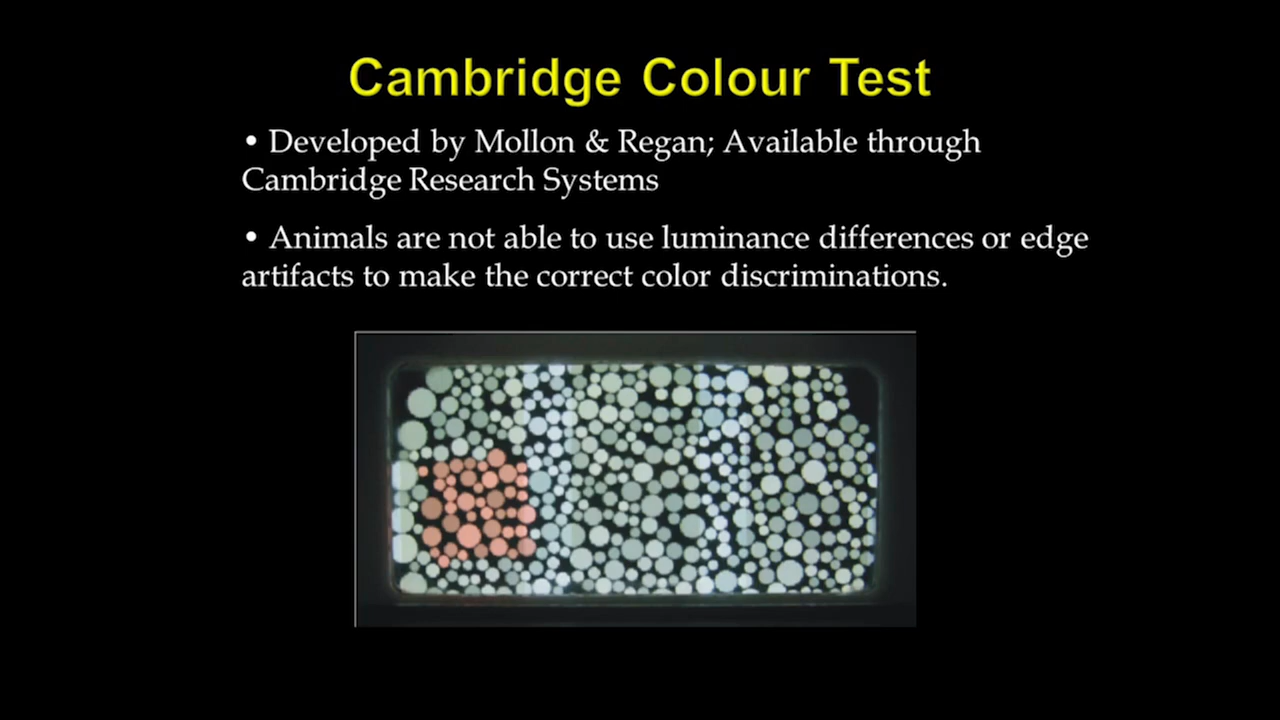 Cambridge Colour Test
• Developed by Mollon & Regan; Available through
Cambridge Research Systems
• Animals are not able to use luminance differences or edge
artifacts to make the correct color discriminations.